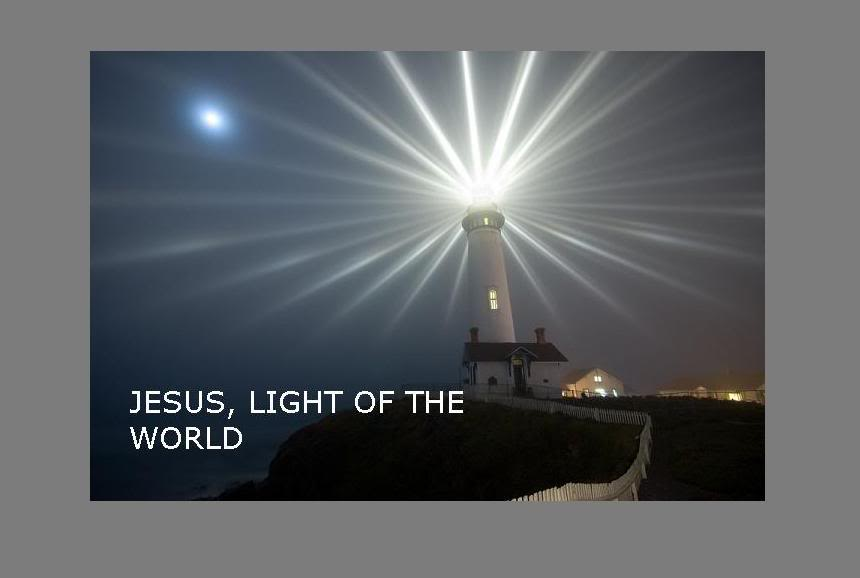 JESUS, LIGHT OF THE
WORLD